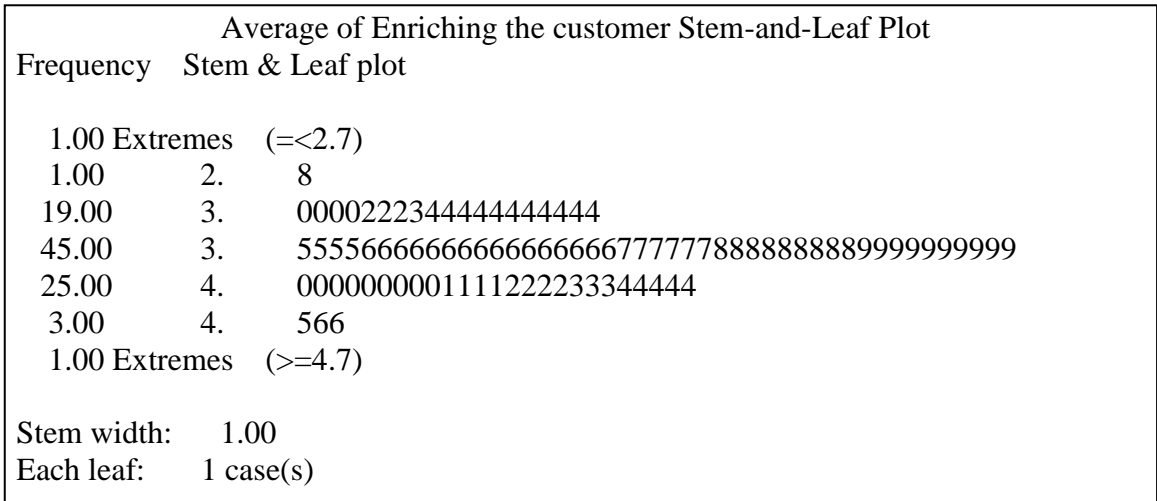 Average of Enriching the customer Stem-and-Leaf Plot
Frequency Stem & Leaf plot
1.00 Extremes (=<2.7)
1.00 2. 8
19.00 3. 0000222344444444444
45.00 3. 555566666666666666667777778888888889999999999
25.00 4. 0000000001111222233344444
3.00 4. 566
1.00 Extremes (>=4.7)
Stem width: 1.00
Each leaf: 1 case(s)